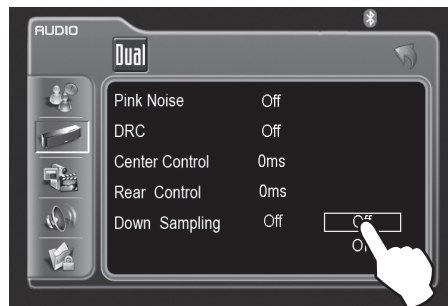 AUDIO
Dual
Pink Noise Off
DRC Off
Center Control 0ms
Rear Control 0ms
Down Sampling Off Off